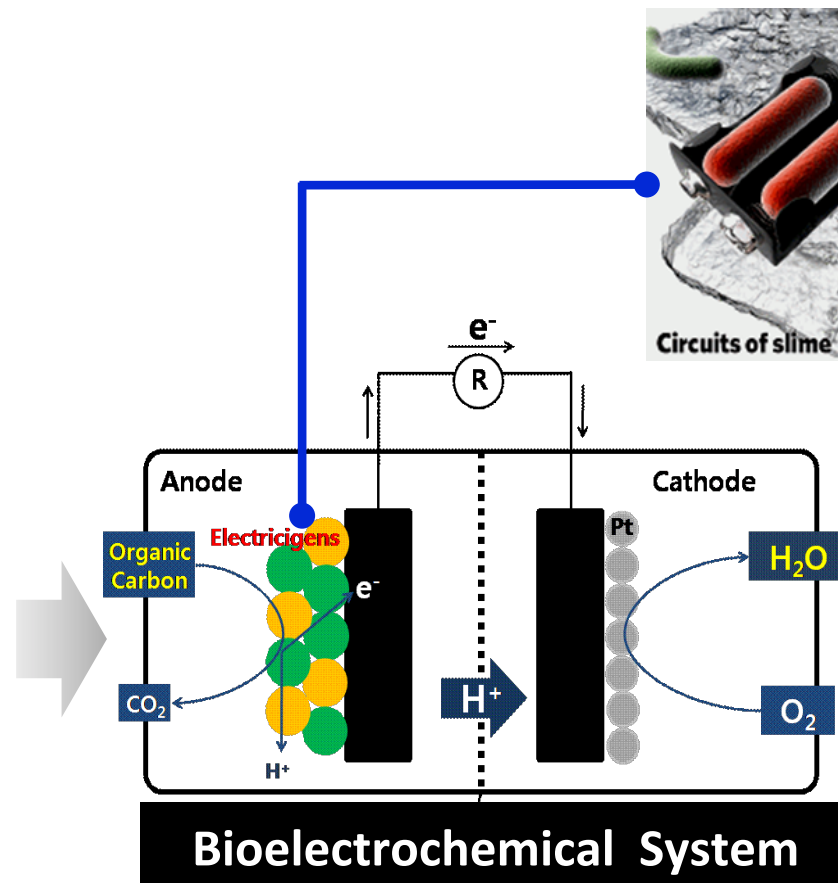 Circuits of slime
e⁻
R
Anode
Cathode
Electricigens
Pt
Organic
Carbon
H₂O
e⁻
CO₂
H⁺
O₂
H⁺
Bioelectrochemical System